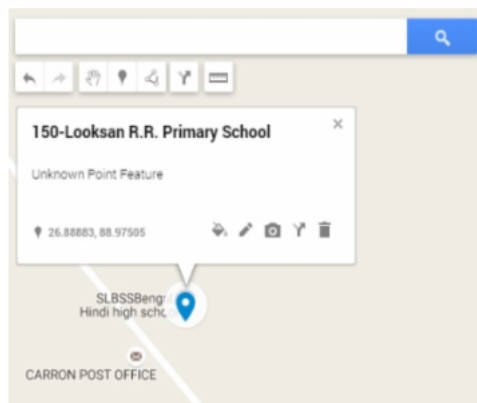 150-Looksan R.R. Primary School
Unknown Point Feature
26.88883, 88.97505
SLBSSBeng
Hindi high scho
CARRON POST OFFICE